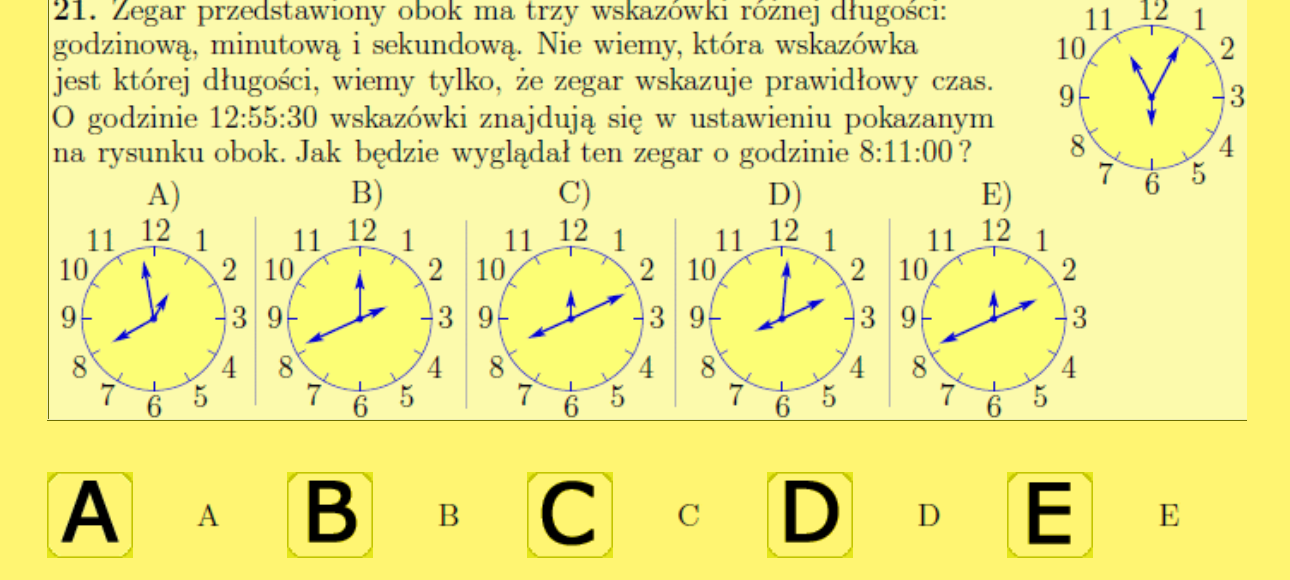 21. Zegar przedstawiony obok ma trzy wskazówki różnej długości:
godzinową, minutową i sekundową. Nie wiemy, która wskazówka
jest której długości, wiemy tylko, że zegar wskazuje prawidłowy czas.
O godzinie 12:55:30 wskazówki znajdują się w ustawieniu pokazanym
na rysunku obok. Jak będzie wyglądał ten zegar o godzinie 8:11:00?
12 1 2 3 4 5 6 7 8 9 10 11
A) B) C) D) E)
12 1 2 3 4 5 6 7 8 9 10 11
12 1 2 3 4 5 6 7 8 9 10 11
12 1 2 3 4 5 6 7 8 9 10 11
12 1 2 3 4 5 6 7 8 9 10 11
12 1 2 3 4 5 6 7 8 9 10 11
A A B B C C D D E E